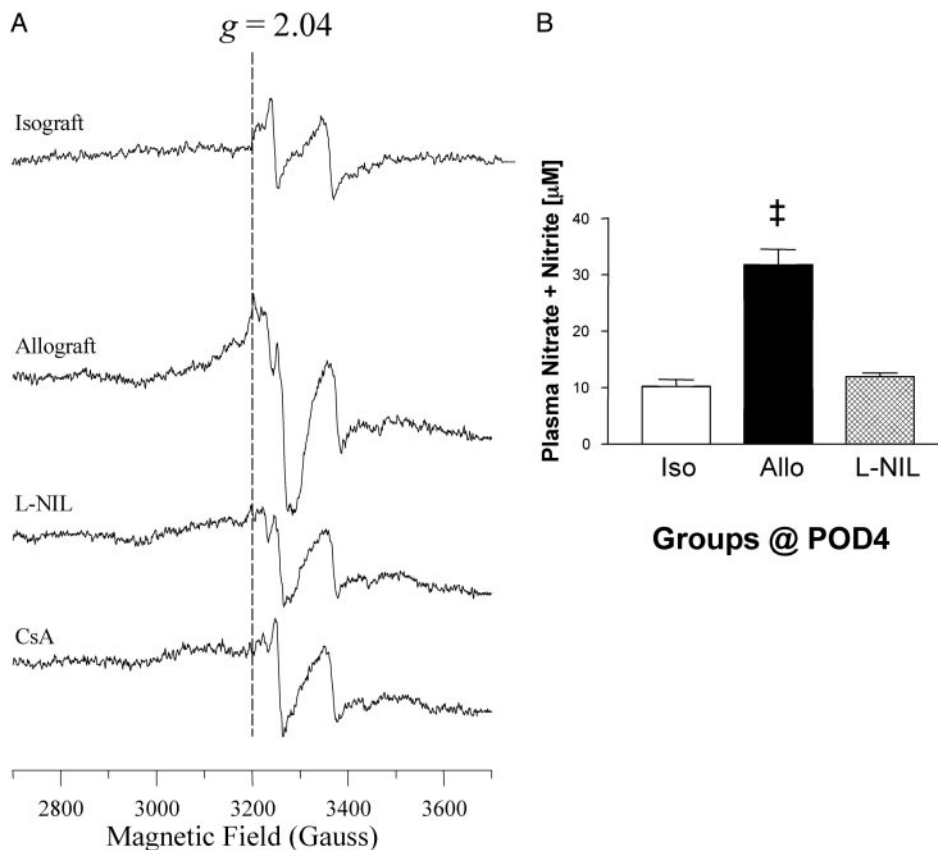 A
g = 2.04
Isograft
Allograft
L-NIL
CsA
2800 3000 3200 3400 3600
Magnetic Field (Gauss)
B
Plasma Nitrate + Nitrite [μM]
‡
40
30
20
10
0
Iso Allo L-NIL
Groups @ POD4